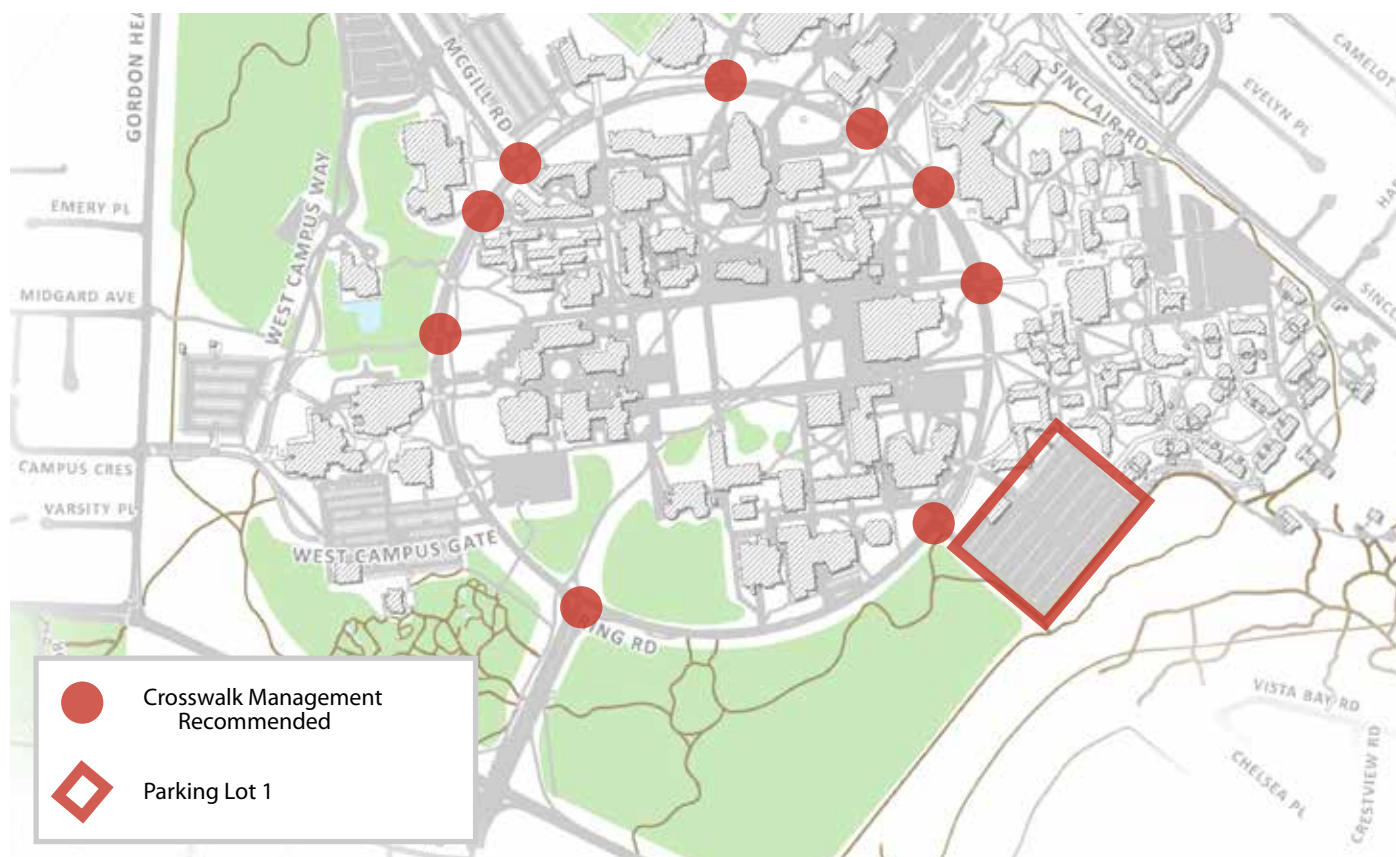 GORDON HEA
MCGILL RD
SINCLAIR RD
CAMELOT
EVELYN PL
EMERY PL
WEST CAMPUS WAY
MIDGARD AVE
CAMPUS CRES
VARSITY PL
WEST CAMPUS GATE
RING RD
VISTA BAY RD
CHELSEA PL
CRESTVIEW RD
Crosswalk Management
Recommended
Parking Lot 1